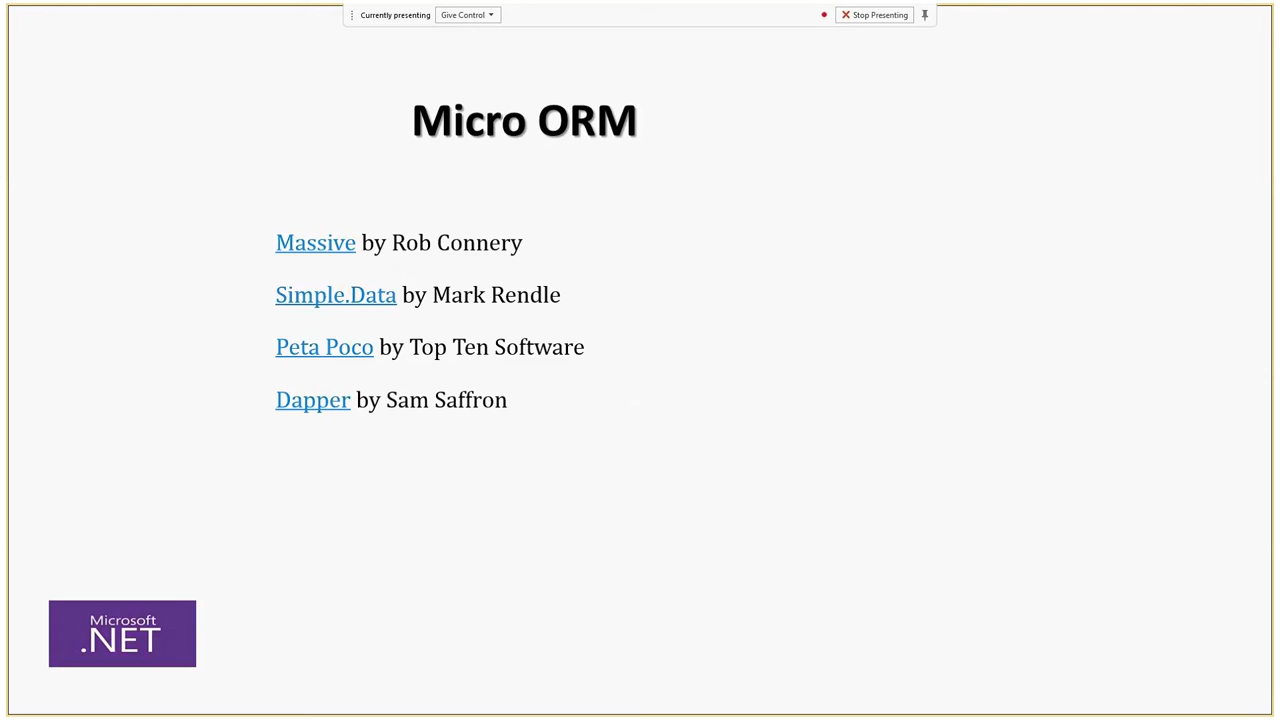 Currently presenting Give Control Stop Presenting
Micro ORM
Massive by Rob Connery
Simple.Data by Mark Rendle
Peta Poco by Top Ten Software
Dapper by Sam Saffron
Microsoft
.NET